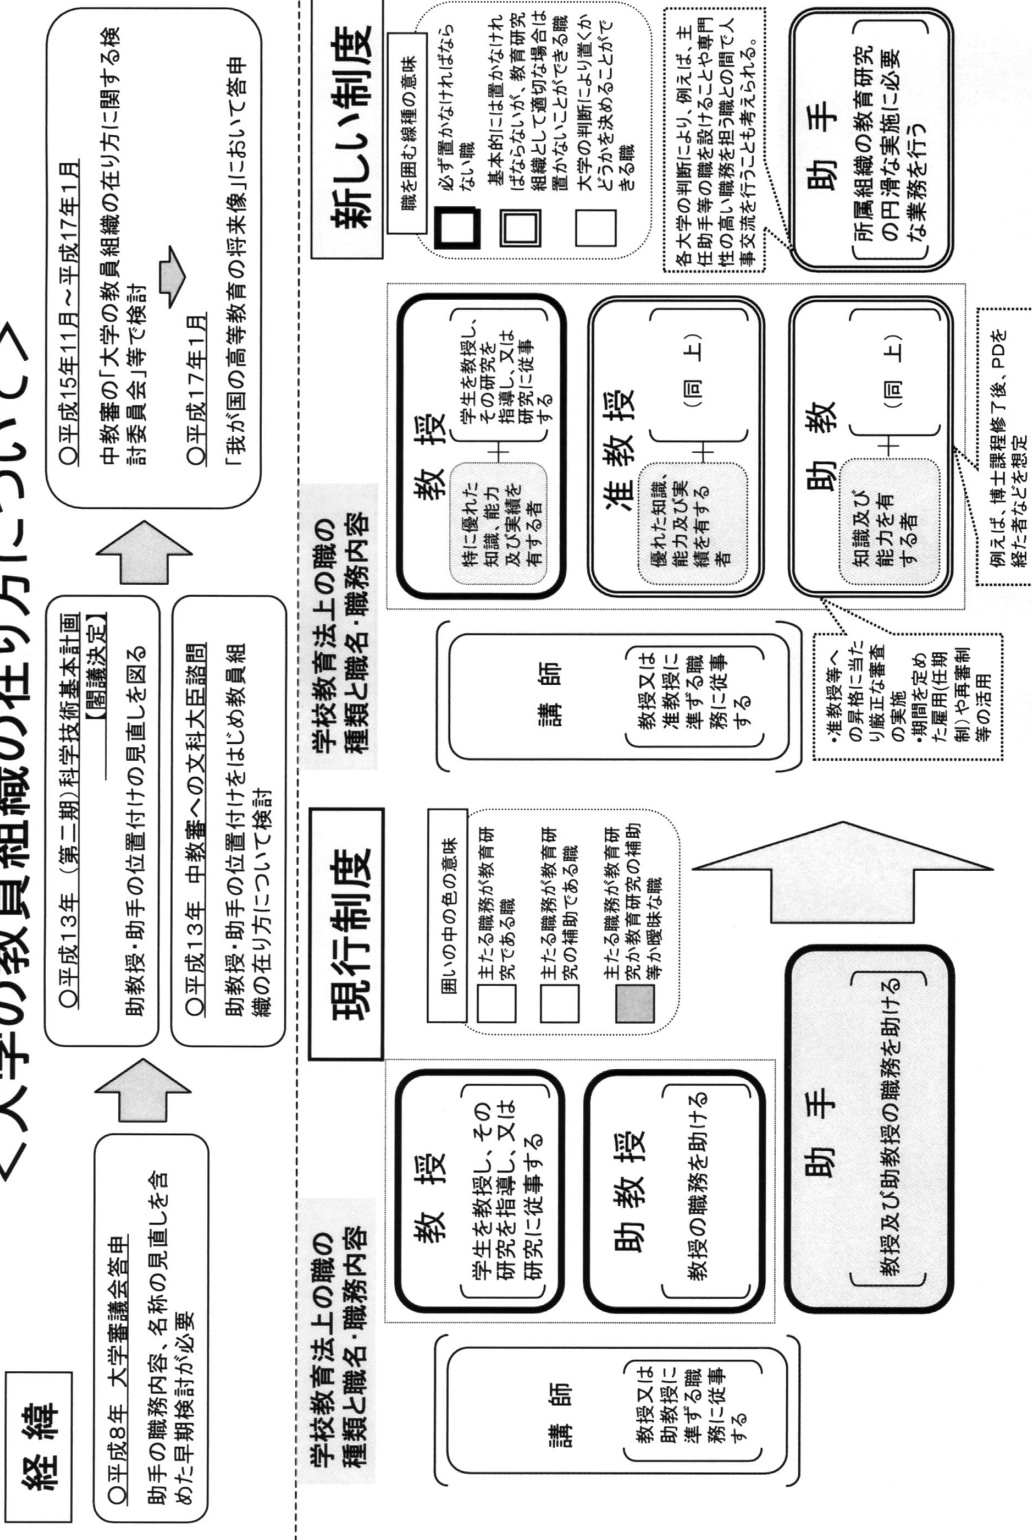 <大学の教員組織の在り方について>
経緯
○平成8年 大学審議会答申
助手の職務内容、名称の見直しを含
めた早期検討が必要
○平成13年 (第二期)科学技術基本計画
【閣議決定】
助教授・助手の位置付けの見直しを図る
○平成13年 中教審への文科大臣諮問
助教授・助手の位置付けをはじめ教員組
織の在り方について検討
○平成15年11月~平成17年1月
中教審の「大学の教員組織の在り方に関する検
討委員会」等で検討
○平成17年1月
「我が国の高等教育の将来像」において答申
現行制度
学校教育法上の職の
種類と職名・職務内容
囲いの中の色の意味
主たる職務が教育研
究である職
主たる職務が教育研
究の補助である職
主たる職務が教育研
究か教育研究の補助
等か曖昧な職
講師
教授又は
助教授に
準ずる職
務に従事
する
教授
学生を教授し、その
研究を指導し、又は
研究に従事する
助教授
教授の職務を助ける
助手
教授及び助教授の職務を助ける
新しい制度
学校教育法上の職の
種類と職名・職務内容
職を囲む線種の意味
必ず置かなければなら
ない職
基本的には置かなけれ
ばならないが、教育研究
組織として適切な場合は
置かないことができる職
大学の判断により置くか
どうかを決めることがで
きる職
講師
教授又は
准教授に
準ずる職
務に従事
する
教授
特に優れた
知識、能力
及び実績を
有する者
+
学生を教授し、
その研究を
指導し、又は
研究に従事
する
准教授
優れた知識、
能力及び実
績を有する
者
+
(同 上)
助教
知識及び
能力を有
する者
+
(同 上)
助手
所属組織の教育研究
の円滑な実施に必要
な業務を行う
各大学の判断により、例えば、主
任助手等の職を設けることや専門
性の高い職務を担う職との間で人
事交流を行うことも考えられる。
・准教授等へ
の昇格に当た
り厳正な審査
の実施
・期間を定め
た雇用(任期
制)や再審制
等の活用
例えば、博士課程修了後、PDを
経た者などを想定